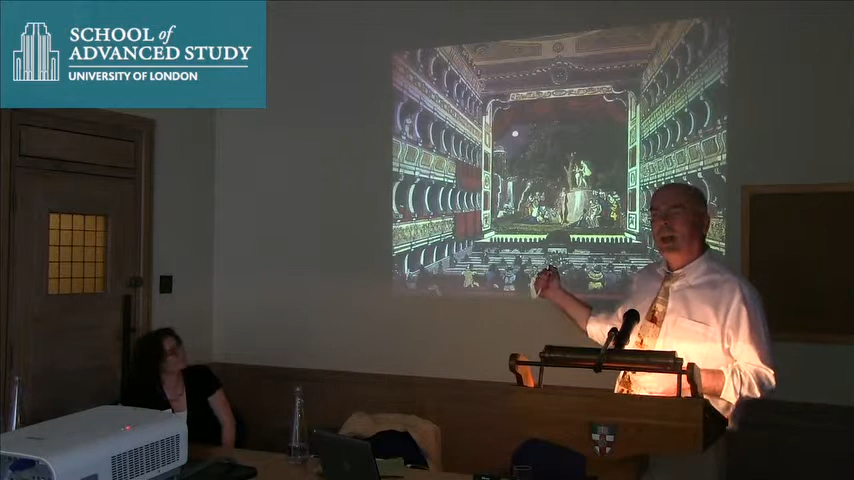 SCHOOL of
ADVANCED STUDY
UNIVERSITY OF LONDON